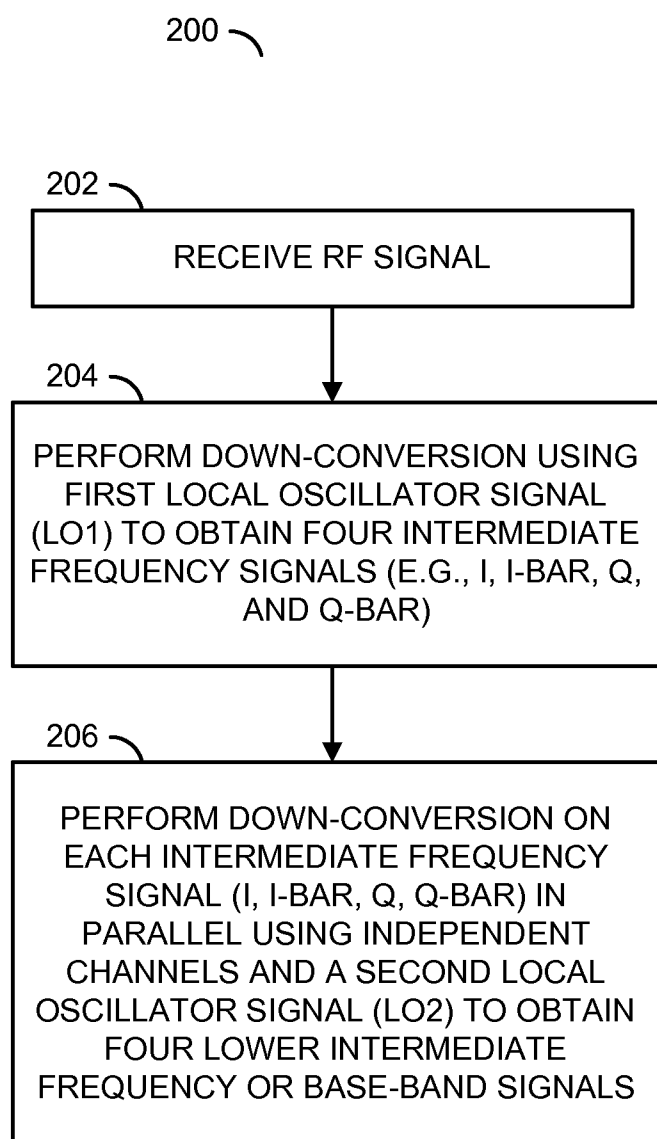 200
202
RECEIVE RF SIGNAL
204
PERFORM DOWN-CONVERSION USING
FIRST LOCAL OSCILLATOR SIGNAL
(LO1) TO OBTAIN FOUR INTERMEDIATE
FREQUENCY SIGNALS (E.G., I, I-BAR, Q,
AND Q-BAR)
206
PERFORM DOWN-CONVERSION ON
EACH INTERMEDIATE FREQUENCY
SIGNAL (I, I-BAR, Q, Q-BAR) IN
PARALLEL USING INDEPENDENT
CHANNELS AND A SECOND LOCAL
OSCILLATOR SIGNAL (LO2) TO OBTAIN
FOUR LOWER INTERMEDIATE
FREQUENCY OR BASE-BAND SIGNALS